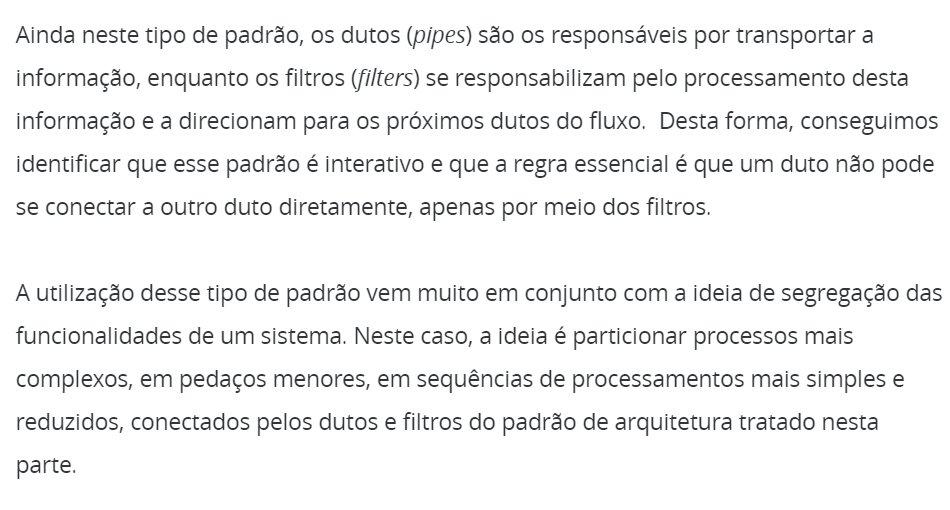 Ainda neste tipo de padrão, os dutos (pipes) são os responsáveis por transportar a
informação, enquanto os filtros (filters) se responsabilizam pelo processamento desta
informação e a direcionam para os próximos dutos do fluxo.  Desta forma, conseguimos
identificar que esse padrão é interativo e que a regra essencial é que um duto não pode
se conectar a outro duto diretamente, apenas por meio dos filtros.
A utilização desse tipo de padrão vem muito em conjunto com a ideia de segregação das
funcionalidades de um sistema. Neste caso, a ideia é particionar processos mais
complexos, em pedaços menores, em sequências de processamentos mais simples e
reduzidos, conectados pelos dutos e filtros do padrão de arquitetura tratado nesta
parte.